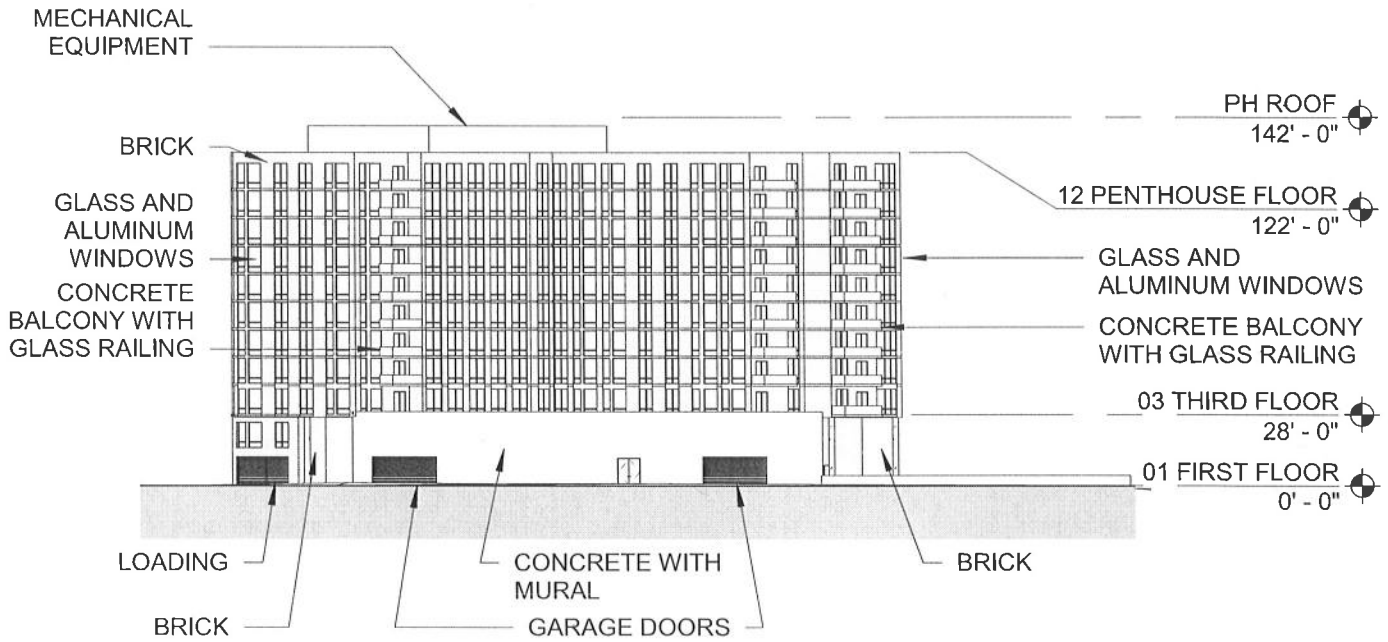 MECHANICAL
EQUIPMENT
BRICK
GLASS AND
ALUMINUM
WINDOWS
CONCRETE
BALCONY WITH
GLASS RAILING
PH ROOF
142' - 0"
12 PENTHOUSE FLOOR
122' - 0"
GLASS AND
ALUMINUM WINDOWS
CONCRETE BALCONY
WITH GLASS RAILING
03 THIRD FLOOR
28' - 0"
01 FIRST FLOOR
0' - 0"
LOADING
BRICK
CONCRETE WITH
MURAL
GARAGE DOORS
BRICK